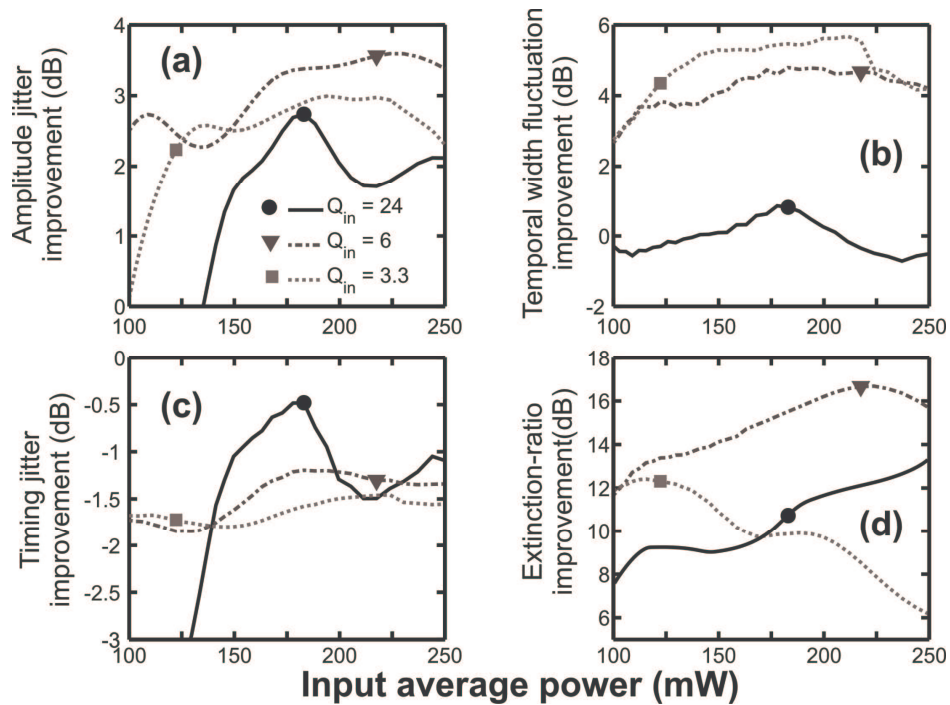 Amplitude jitter
improvement (dB)
4
3
2
1
0
(a)
Q_in = 24
Q_in = 6
Q_in = 3.3
100
150
200
250
Temporal width fluctuation
improvement (dB)
6
4
2
0
-2
(b)
100
150
200
250
Timing jitter
improvement (dB)
0
-0.5
-1
-1.5
-2
-2.5
-3
(c)
100
150
200
250
Extinction-ratio
improvement(dB)
18
16
14
12
10
8
6
(d)
100
150
200
250
Input average power (mW)